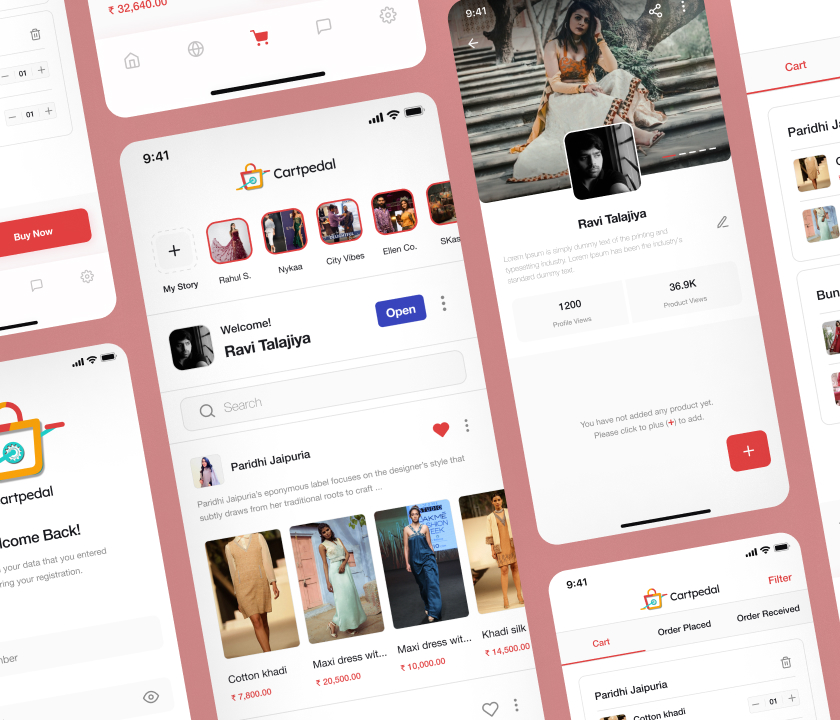 ₹ 32,640.00
01
01
Buy Now
artpedal
come Back!
your data that you entered
ring your registration.
mber
9:41
Cartpedal
My Story
Rahul S.
Nykaa
City Vibes
Ellen Co.
SKas
Welcome!
Ravi Talajiya
Open
Search
Paridhi Jaipuria
Paridhi Jaipuria's eponymous label focuses on the designer's style that
subtly draws from her traditional roots to craft ...
Cotton khadi
₹ 7,800.00
Maxi dress wit...
₹ 20,500.00
Maxi dress wit...
₹ 10,000.00
Khadi silk
₹ 14,500.00
9:41
Ravi Talajiya
Lorem Ipsum is simply dummy text of the printing and
typesetting industry. Lorem Ipsum has been the industry's
standard dummy text.
1200
Profile Views
36.9K
Product Views
You have not added any product yet.
Please click to plus (+) to add.
9:41
Cartpedal
Filter
Cart
Order Placed
Order Received
Paridhi Jaipuria
Cotton khadi
01
Cart
Paridhi Ja
C
Bun